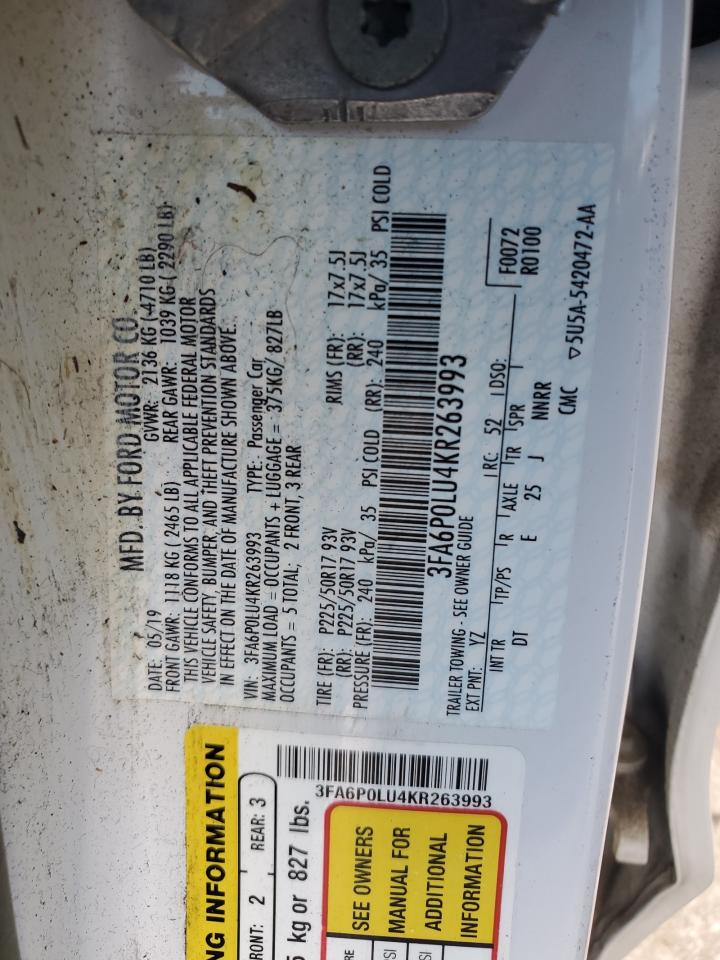 MFD. BY FORD MOTOR CO.
DATE: 05/19 GVWR: 2136 KG (4710 LB)
FRONT GAWR: 1118 KG (2465 LB) REAR GAWR: 1039 KG (2290 LB)
THIS VEHICLE CONFORMS TO ALL APPLICABLE FEDERAL MOTOR
VEHICLE SAFETY, BUMPER, AND THEFT PREVENTION STANDARDS
IN EFFECT ON THE DATE OF MANUFACTURE SHOWN ABOVE.
VIN: 3FA6P0LU4KR263993 TYPE: Passenger Car
MAXIMUM LOAD = OCCUPANTS + LUGGAGE = 375KG/ 827LB
OCCUPANTS = 5 TOTAL; 2 FRONT, 3 REAR
TIRE (FR): P225/50R17 93V RIMS (FR): 17x7.5J
(RR): P225/50R17 93V (RR): 17x7.5J
PRESSURE (FR): 240 kPa/ 35 PSI COLD (RR): 240 kPa/ 35 PSI COLD
3FA6P0LU4KR263993
TRAILER TOWING - SEE OWNER GUIDE
EXT PNT: YZ RC: 52 DSO: F0072
R0100
INT TR TP/PS R AXLE TR SPR
DT E 25 J NNRR
CMC ▽5U5A-5420472-AA
NG INFORMATION
FRONT: 2 REAR: 3
5 kg or 827 lbs.
3FA6P0LU4KR263993
SEE OWNERS
MANUAL FOR
ADDITIONAL
INFORMATION